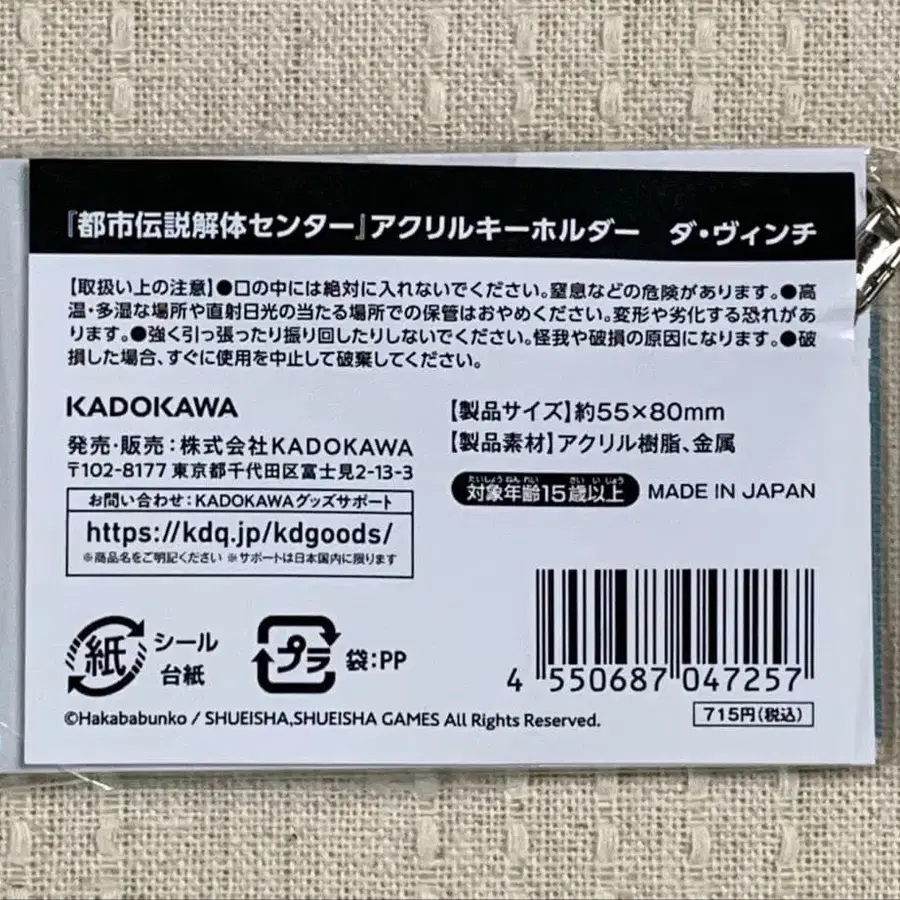 『都市伝説解体センター』アクリルキーホルダー ダ・ヴィンチ
【取扱い上の注意】●口の中には絶対に入れないでください。窒息などの危険があります。●高
温・多湿な場所や直射日光の当たる場所での保管はおやめください。変形や劣化する恐れがあ
ります。●強く引っ張ったり振り回したりしないでください。怪我や破損の原因になります。●破
損した場合、すぐに使用を中止して破棄してください。
KADOKAWA
発売・販売：株式会社KADOKAWA
〒102-8177 東京都千代田区富士見2-13-3
お問い合わせ：KADOKAWAグッズサポート
https://kdq.jp/kdgoods/
※商品名をご明記ください ※サポートは日本国内に限ります
【製品サイズ】約55×80mm
【製品素材】アクリル樹脂、金属
たいしょうねんれい さい いじょう
対象年齢15歳以上 MADE IN JAPAN
紙 シール
台紙
プラ 袋：PP
4 550687 047257
©Hakababunko / SHUEISHA,SHUEISHA GAMES All Rights Reserved.
715円(税込)